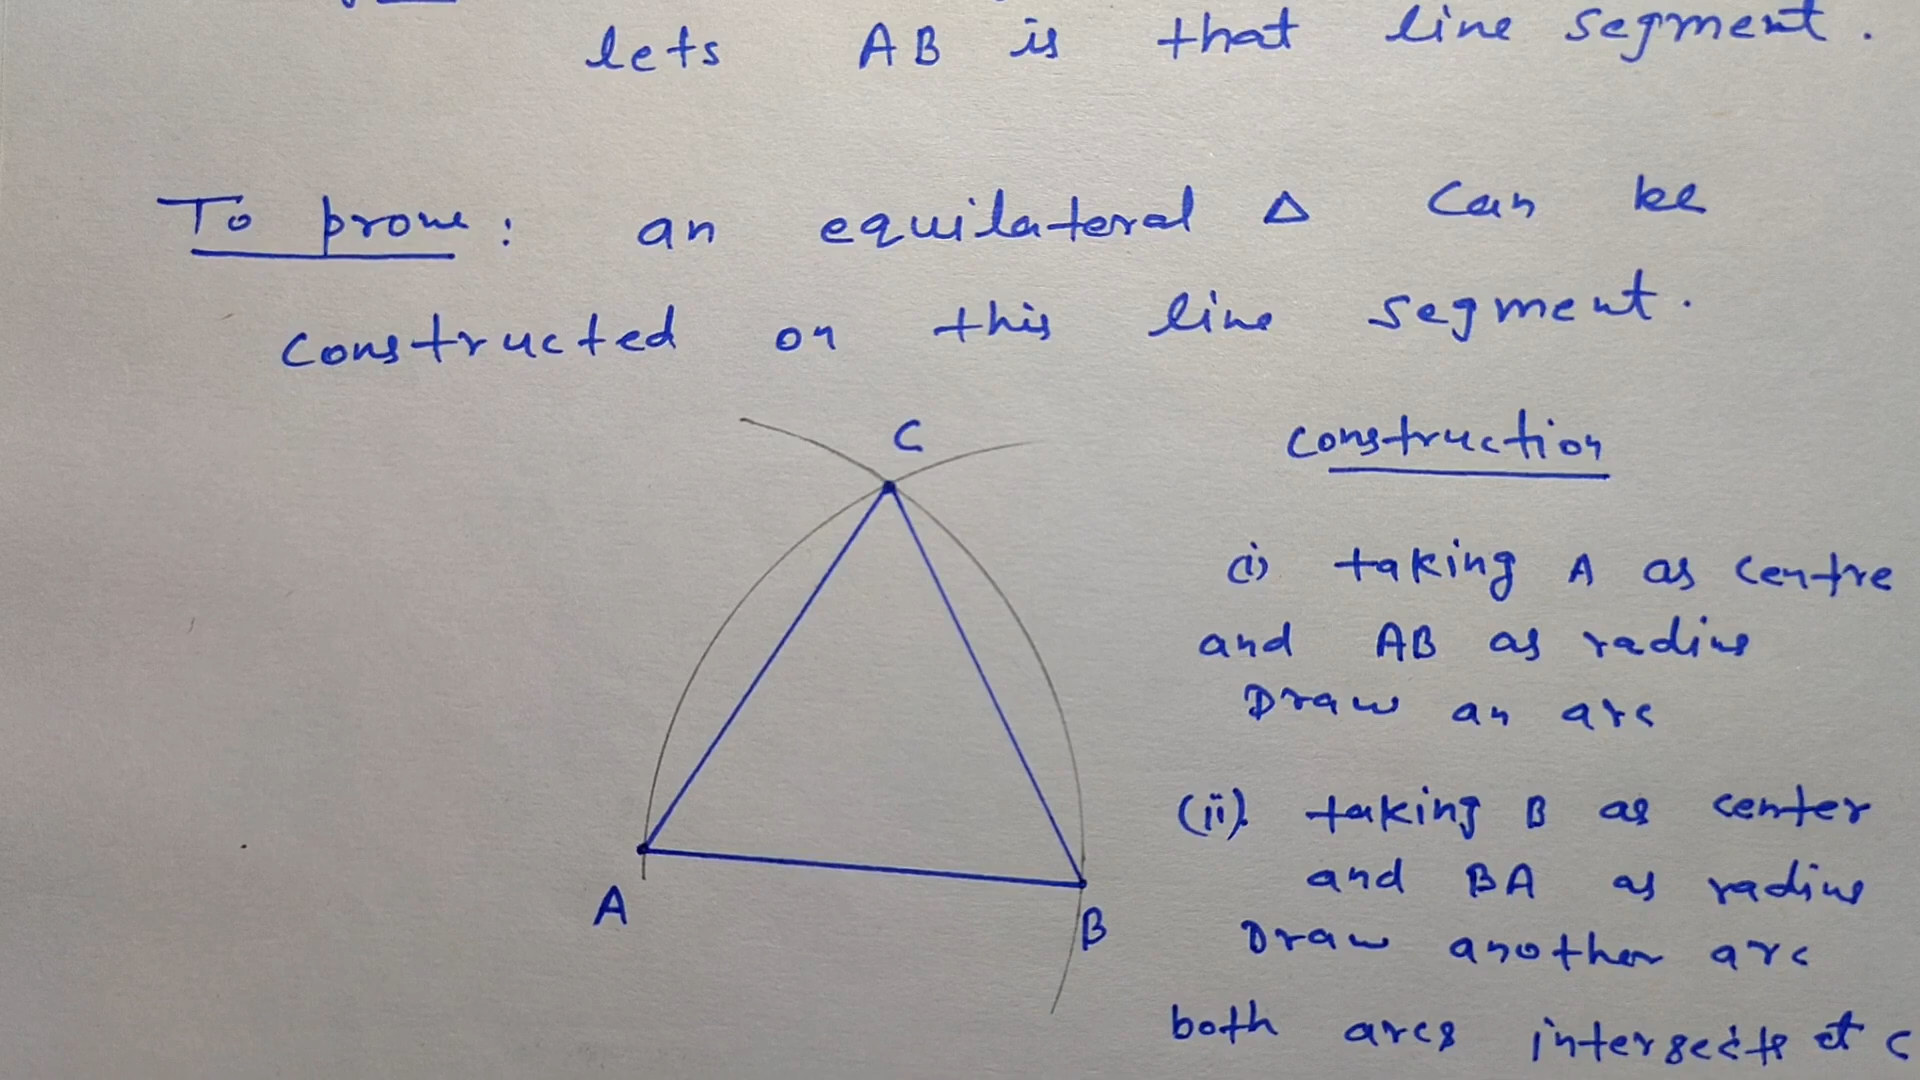 lets AB is that line segment.
To prove: an equilateral Δ can be
constructed on this line segment.
C
construction
(i) taking A as centre
and AB as radius
Draw an arc
(ii). taking B as center
and BA as radius
A
B
Draw another arc
both arcs intersects at C